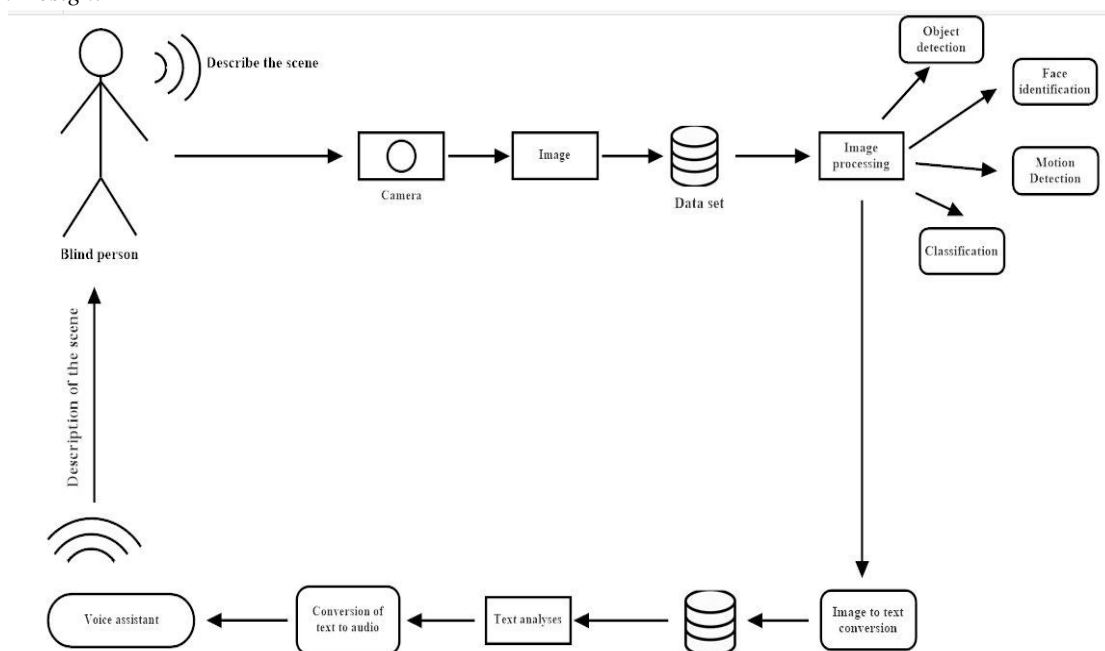 Object
detection
Describe the scene
Face
identification
Image
Image
processing
Motion
Detection
Camera
Data set
Blind person
Classification
Description of the scene
Voice assistant
Conversion of
text to audio
Text analyses
Image to text
conversion